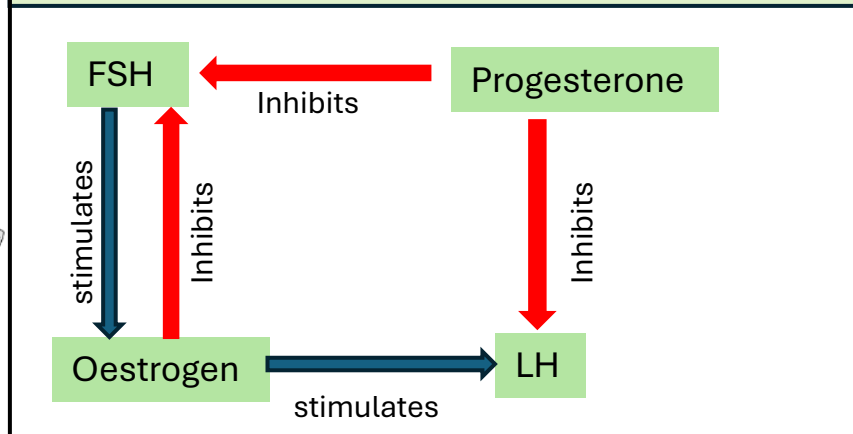 FSH
Progesterone
Inhibits
stimulates
Inhibits
Inhibits
Oestrogen
LH
stimulates